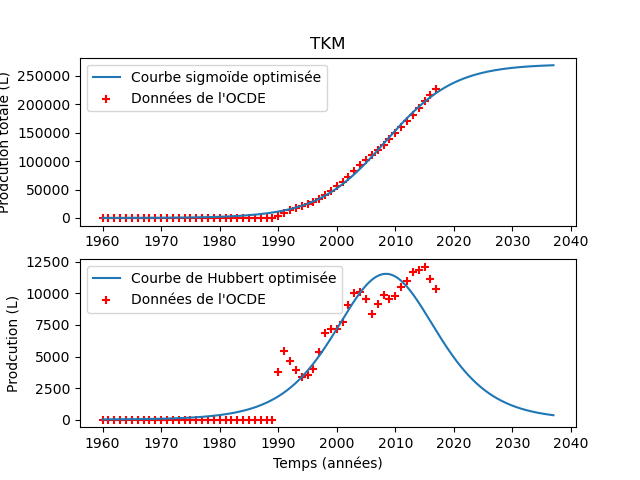 TKM
Prodcution totale (L)
250000
200000
150000
100000
50000
0
Courbe sigmoïde optimisée
Données de l'OCDE
1960 1970 1980 1990 2000 2010 2020 2030 2040
Prodcution (L)
12500
10000
7500
5000
2500
0
Courbe de Hubbert optimisée
Données de l'OCDE
1960 1970 1980 1990 2000 2010 2020 2030 2040
Temps (années)